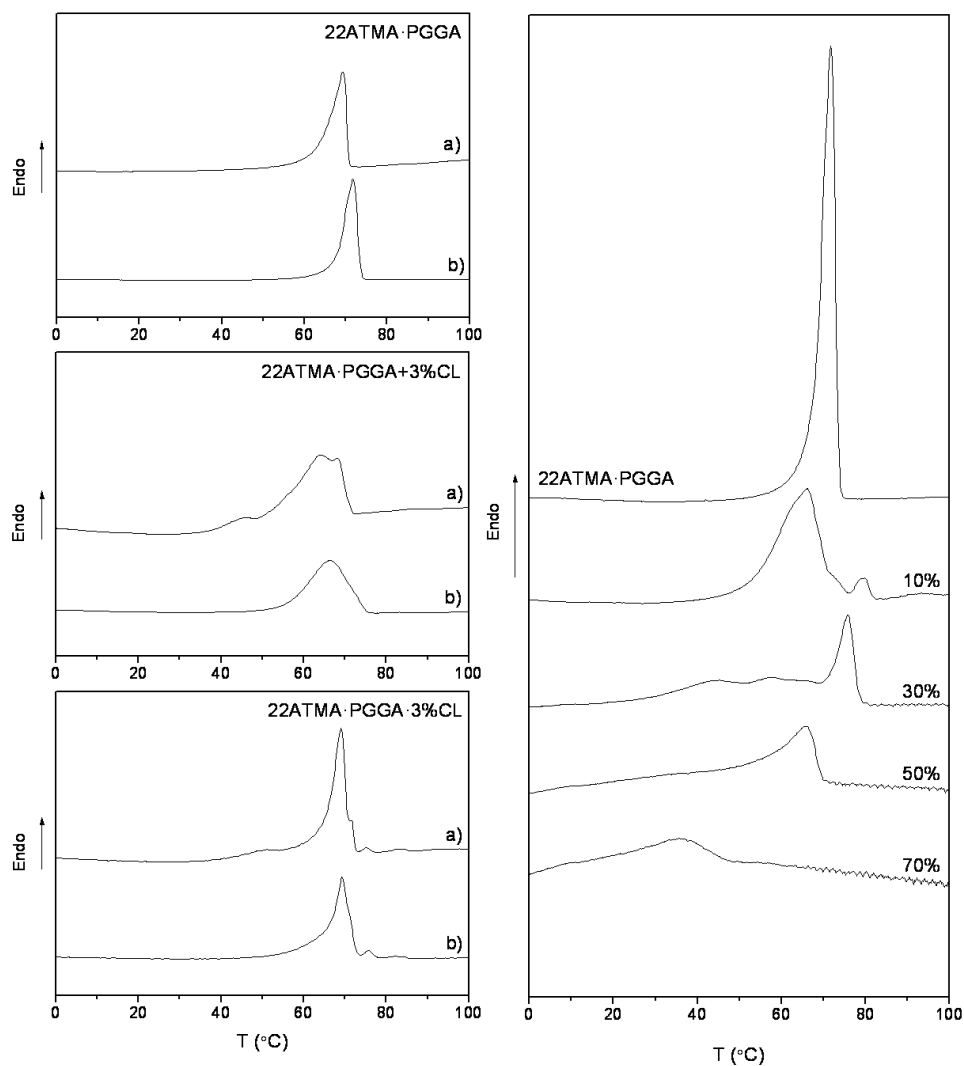 22ATMA·PGGA
a)
b)
Endo
0 20 40 60 80 100
22ATMA·PGGA+3%CL
a)
b)
Endo
0 20 40 60 80 100
22ATMA·PGGA·3%CL
a)
b)
Endo
0 20 40 60 80 100
T (°C)
22ATMA·PGGA
10%
30%
50%
70%
Endo
0 20 40 60 80 100
T (°C)